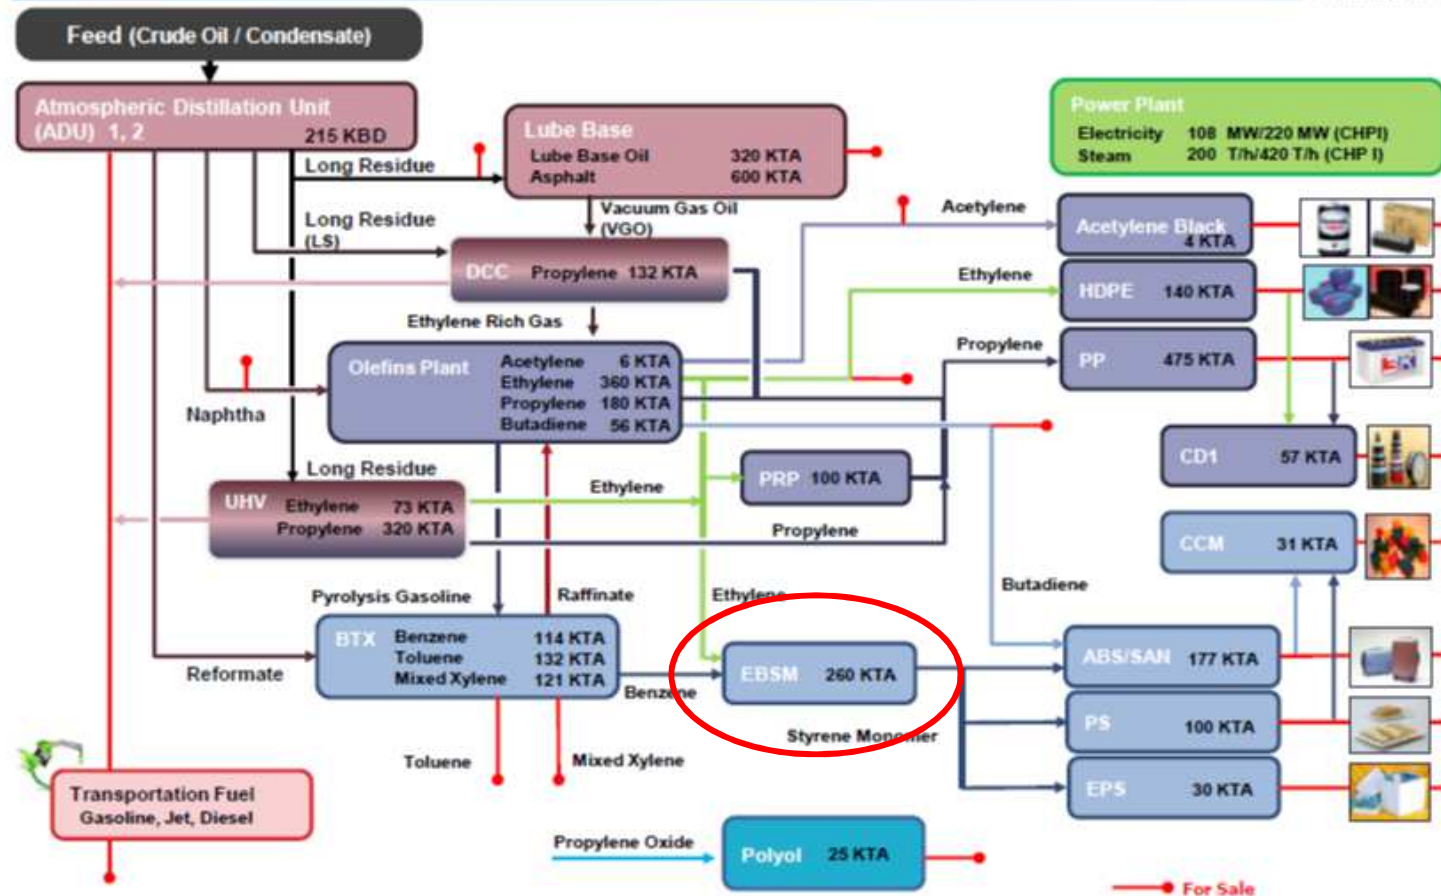 Feed (Crude Oil / Condensate)
Atmospheric Distillation Unit
(ADU) 1, 2
215 KBD
Lube Base
Lube Base Oil 320 KTA
Asphalt 600 KTA
Power Plant
Electricity 108 MW/220 MW (CHPI)
Steam 200 T/h/420 T/h (CHP I)
Long Residue
Long Residue
(LS)
Vacuum Gas Oil
(VGO)
Acetylene
Acetylene Black
4 KTA
DCC Propylene 132 KTA
Ethylene
HDPE 140 KTA
Ethylene Rich Gas
Propylene
PP 475 KTA
Olefins Plant
Acetylene 6 KTA
Ethylene 360 KTA
Propylene 180 KTA
Butadiene 56 KTA
Naphtha
CD1 57 KTA
Long Residue
UHV
Ethylene 73 KTA
Propylene 320 KTA
Ethylene
PRP 100 KTA
Propylene
CCM 31 KTA
Pyrolysis Gasoline
Raffinate
Ethylene
Butadiene
BTX
Benzene 114 KTA
Toluene 132 KTA
Mixed Xylene 121 KTA
Reformate
Benzene
EBSM 260 KTA
Styrene Monomer
ABS/SAN 177 KTA
PS 100 KTA
EPS 30 KTA
Toluene
Mixed Xylene
Transportation Fuel
Gasoline, Jet, Diesel
Propylene Oxide
Polyol 25 KTA
For Sale